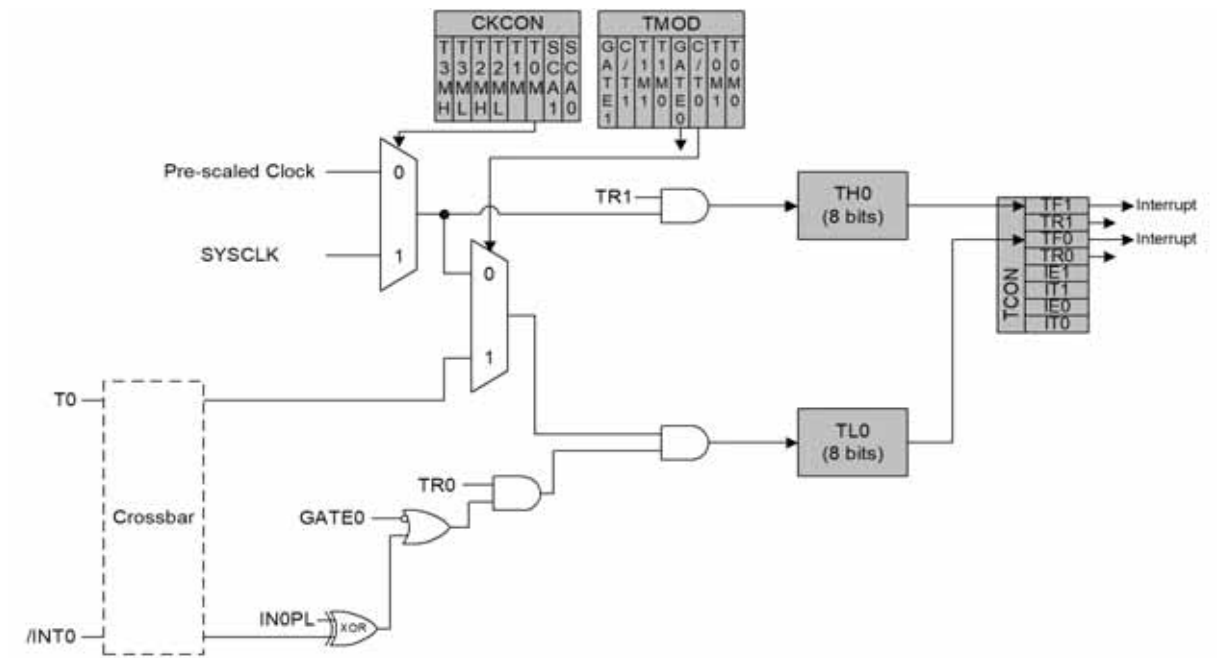 CKCON
T3MH T3ML T2MH T2ML T1M T0M SCA1 SCA0
TMOD
GATE1 C/T1 T1M1 T1M0 GATE0 C/T0 T0M1 T0M0
Pre-scaled Clock
0
SYSCLK
1
TR1
TH0
(8 bits)
0
1
TCON
TF1
TR1
TF0
TR0
IE1
IT1
IE0
IT0
Interrupt
Interrupt
T0
Crossbar
/INT0
TL0
(8 bits)
TR0
GATE0
IN0PL
XOR